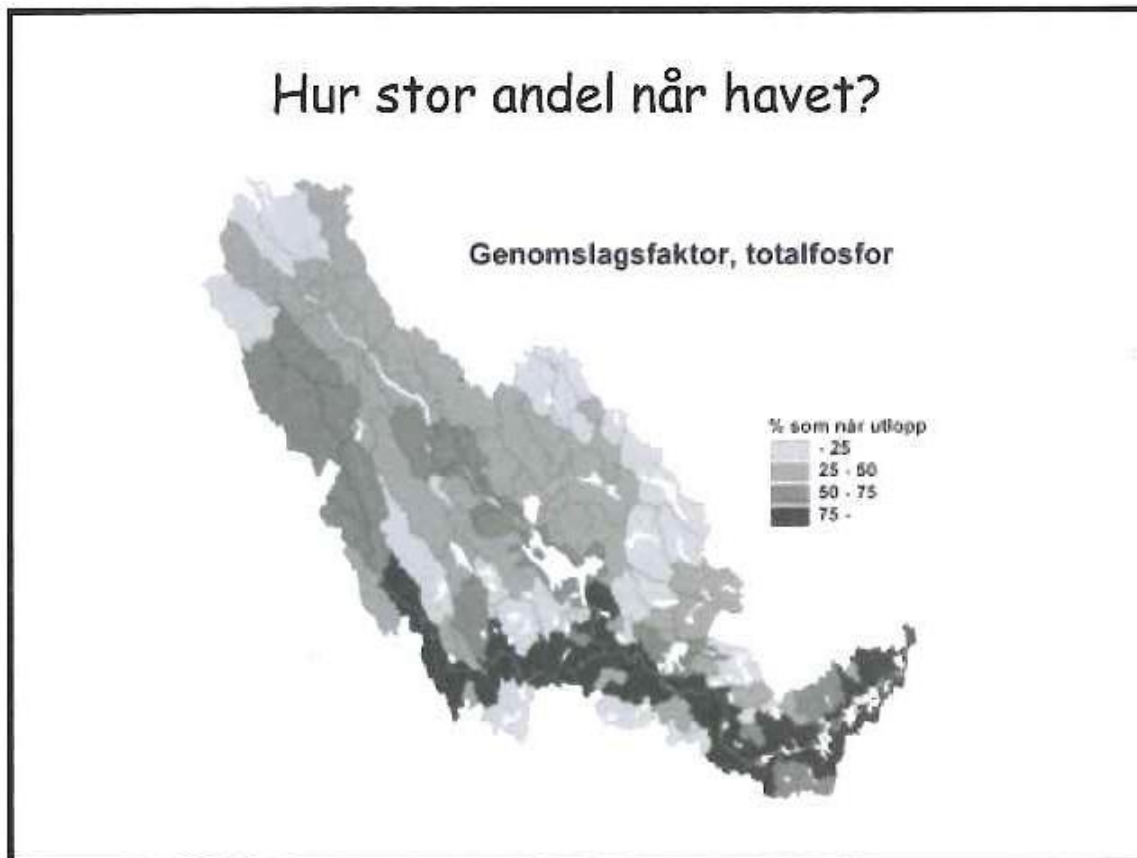 Hur stor andel når havet?
Genomslagsfaktor, totalfosfor
% som når utlopp
- 25
25 - 50
50 - 75
75 -